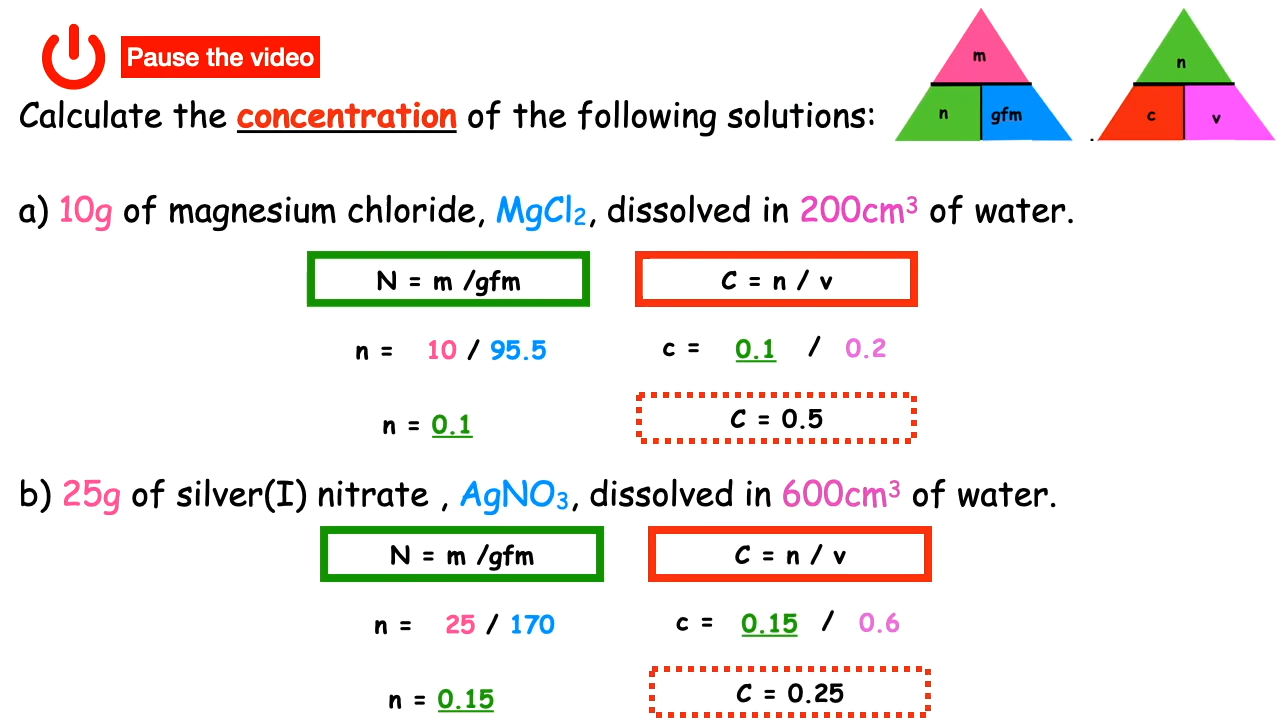 Pause the video
Calculate the concentration of the following solutions:
m
n gfm
n
c v
a) 10g of magnesium chloride, MgCl₂, dissolved in 200cm³ of water.
N = m /gfm
C = n / v
n = 10 / 95.5
c = 0.1 / 0.2
n = 0.1
C = 0.5
b) 25g of silver(I) nitrate , AgNO₃, dissolved in 600cm³ of water.
N = m /gfm
C = n / v
n = 25 / 170
c = 0.15 / 0.6
n = 0.15
C = 0.25